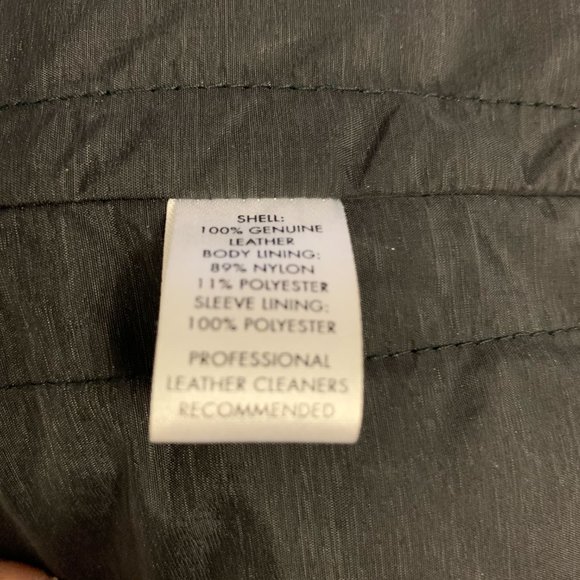 SHELL:
100% GENUINE
LEATHER
BODY LINING:
89% NYLON
11% POLYESTER
SLEEVE LINING:
100% POLYESTER
PROFESSIONAL
LEATHER CLEANERS
RECOMMENDED